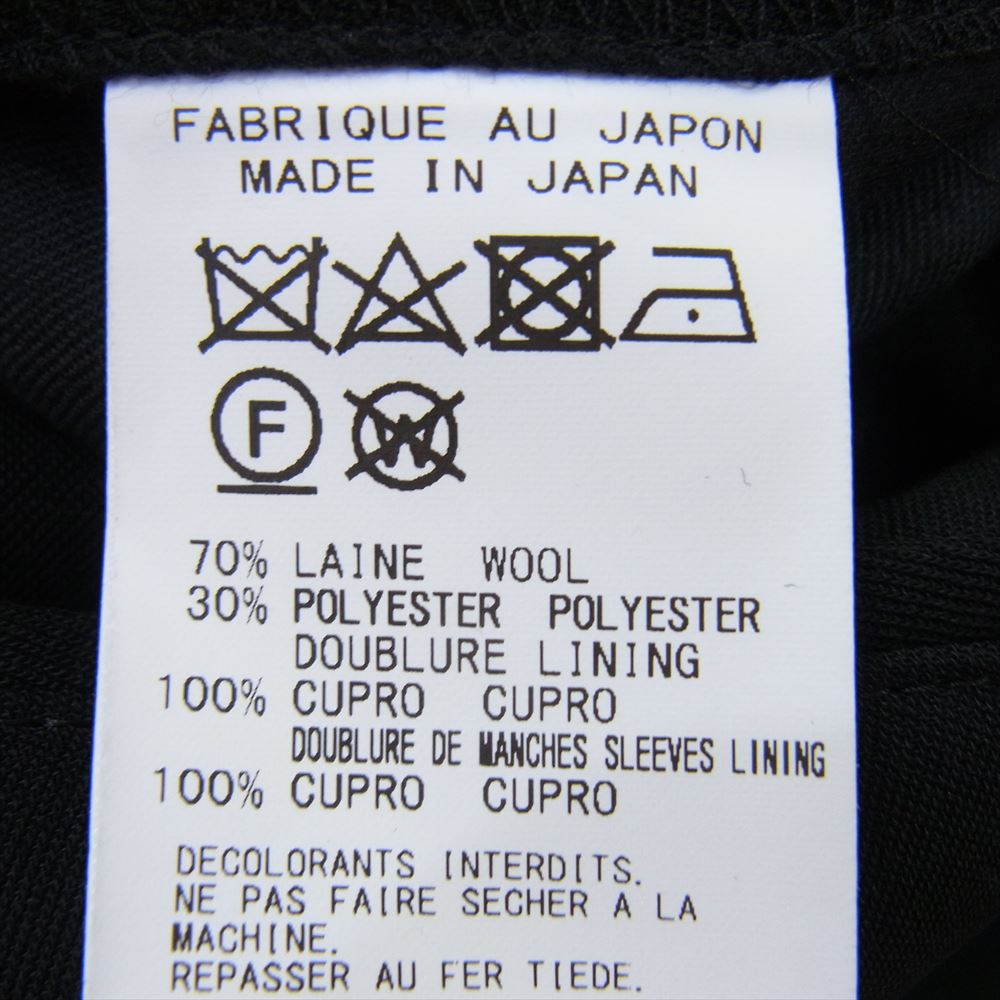 FABRIQUE AU JAPON
MADE IN JAPAN
F W
70% LAINE WOOL
30% POLYESTER POLYESTER
DOUBLURE LINING
100% CUPRO CUPRO
DOUBLURE DE MANCHES SLEEVES LINING
100% CUPRO CUPRO
DECOLORANTS INTERDITS.
NE PAS FAIRE SECHER A LA
MACHINE.
REPASSER AU FER TIEDE.